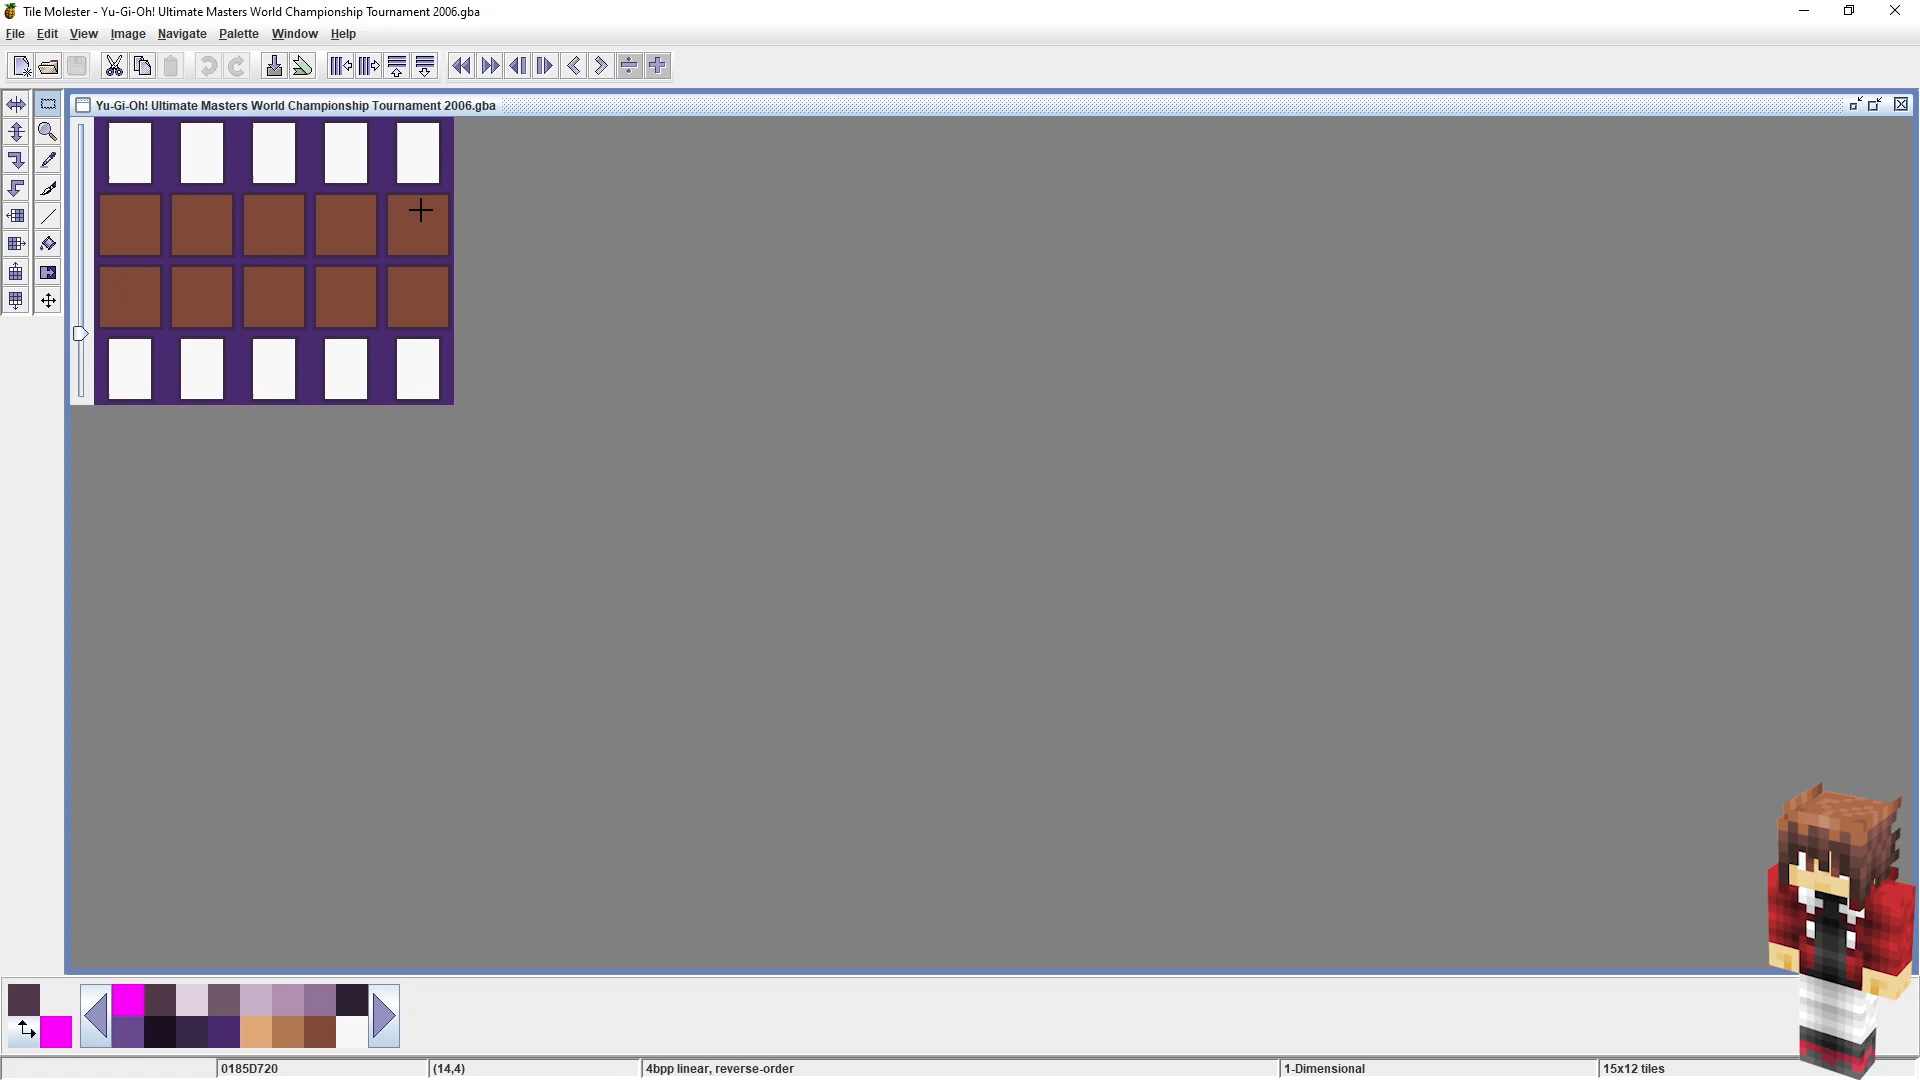 Tile Molester - Yu-Gi-Oh! Ultimate Masters World Championship Tournament 2006.gba
File Edit View Image Navigate Palette Window Help
Yu-Gi-Oh! Ultimate Masters World Championship Tournament 2006.gba
0185D720 (14,4) 4bpp linear, reverse-order 1-Dimensional 15x12 tiles